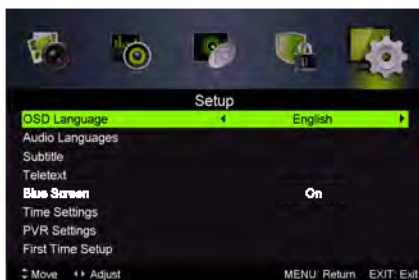 Setup
OSD Language English
Audio Languages
Subtitle
Teletext
Blue Screen On
Time Settings
PVR Settings
First Time Setup
Move Adjust MENU: Return EXIT: Exit